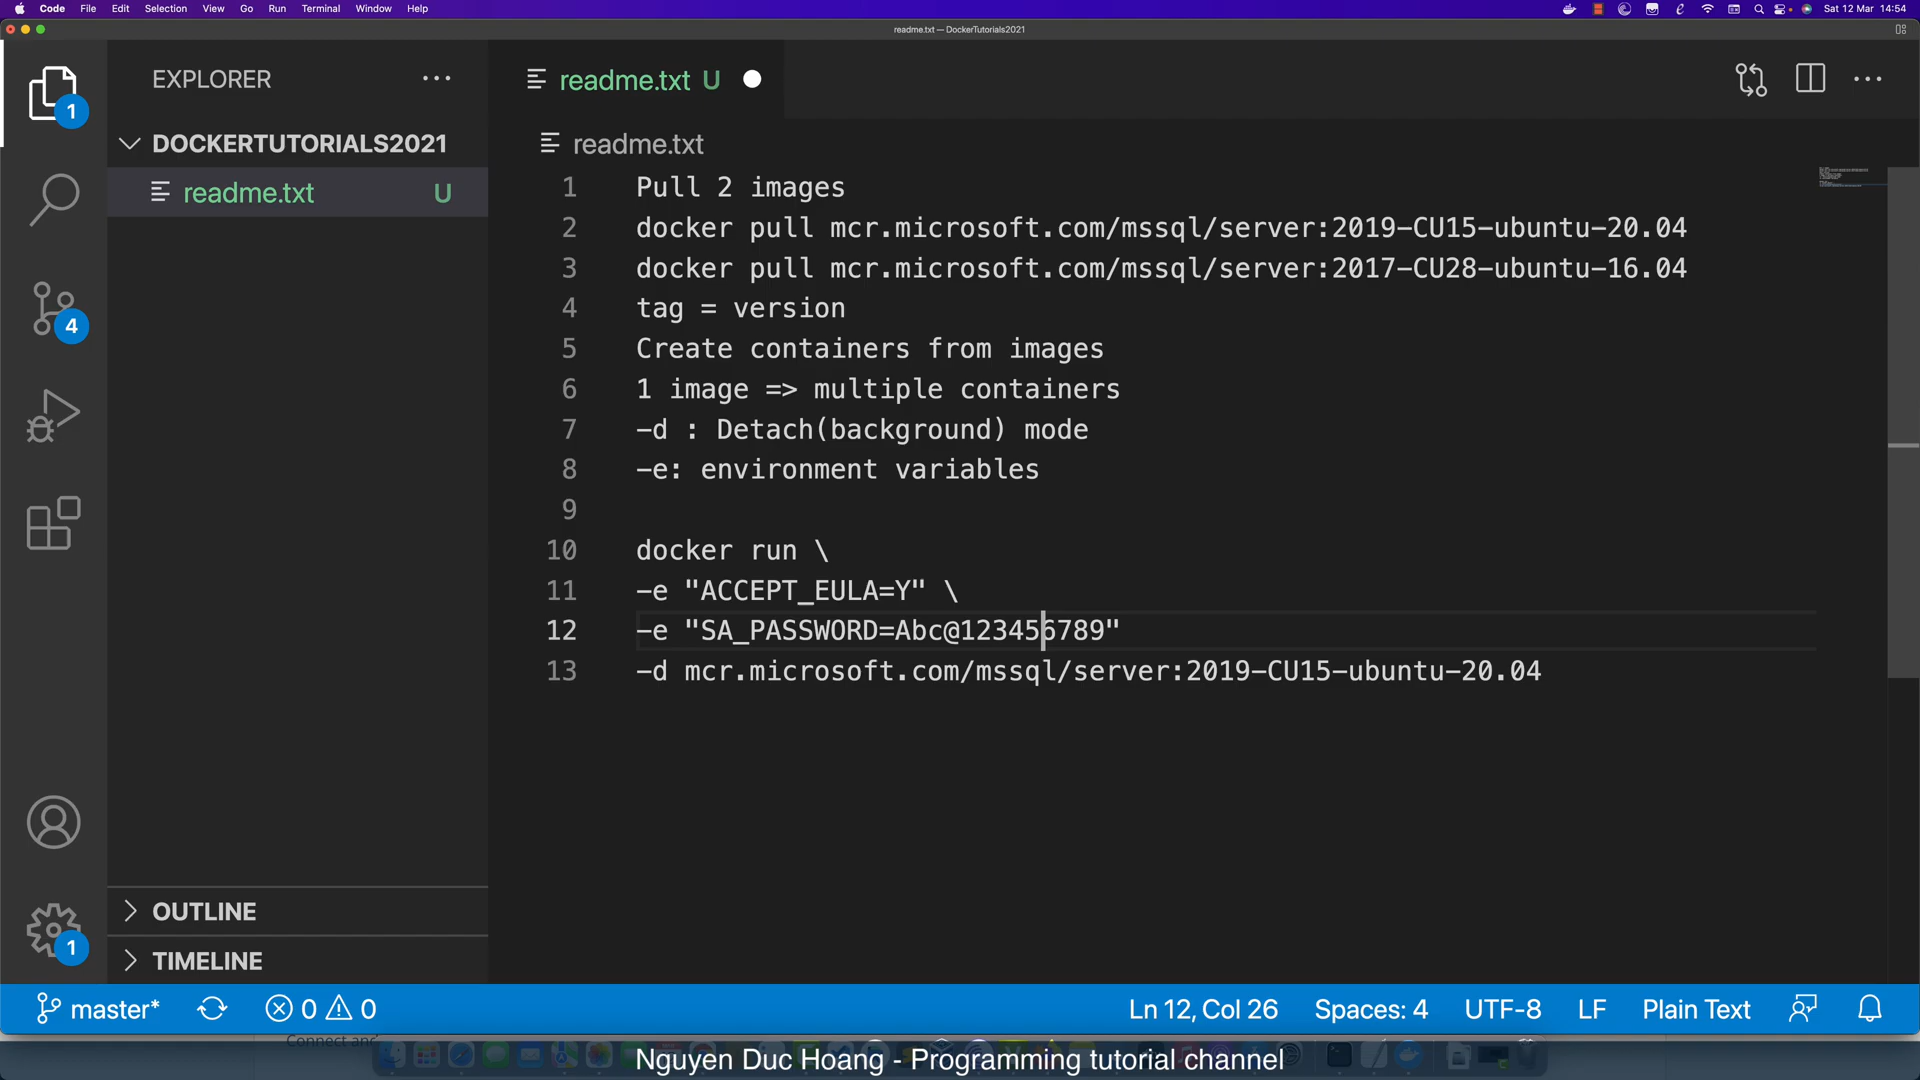 Code File Edit Selection View Go Run Terminal Window Help
Sat 12 Mar 14:54
readme.txt — DockerTutorials2021
EXPLORER
readme.txt U
1
DOCKERTUTORIALS2021
readme.txt
readme.txt U
1 Pull 2 images
2 docker pull mcr.microsoft.com/mssql/server:2019-CU15-ubuntu-20.04
3 docker pull mcr.microsoft.com/mssql/server:2017-CU28-ubuntu-16.04
4 tag = version
4
5 Create containers from images
6 1 image => multiple containers
7 -d : Detach(background) mode
8 -e: environment variables
9
10 docker run \
11 -e "ACCEPT_EULA=Y" \
12 -e "SA_PASSWORD=Abc@123456789"
13 -d mcr.microsoft.com/mssql/server:2019-CU15-ubuntu-20.04
OUTLINE
1
TIMELINE
master* 0 0 Ln 12, Col 26 Spaces: 4 UTF-8 LF Plain Text
Connect and
Nguyen Duc Hoang - Programming tutorial channel